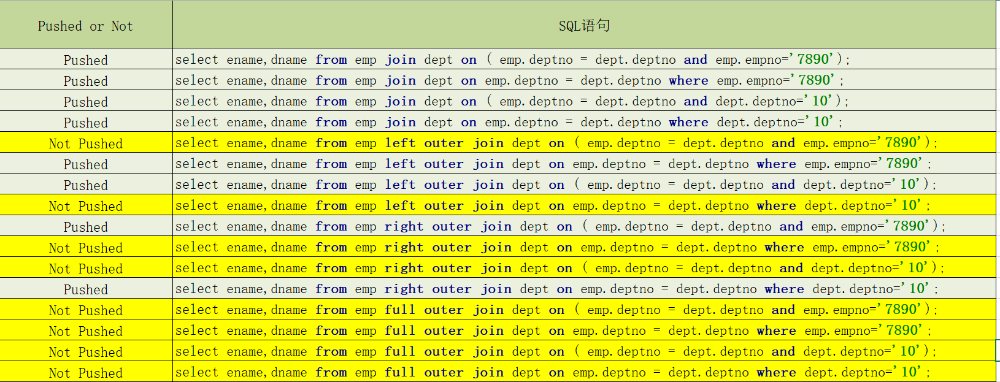 Pushed or Not SQL语句
Pushed select ename,dname from emp join dept on ( emp.deptno = dept.deptno and emp.empno='7890');
Pushed select ename,dname from emp join dept on emp.deptno = dept.deptno where emp.empno='7890';
Pushed select ename,dname from emp join dept on ( emp.deptno = dept.deptno and dept.deptno='10');
Pushed select ename,dname from emp join dept on emp.deptno = dept.deptno where dept.deptno='10';
Not Pushed select ename,dname from emp left outer join dept on ( emp.deptno = dept.deptno and emp.empno='7890');
Pushed select ename,dname from emp left outer join dept on emp.deptno = dept.deptno where emp.empno='7890';
Pushed select ename,dname from emp left outer join dept on ( emp.deptno = dept.deptno and dept.deptno='10');
Not Pushed select ename,dname from emp left outer join dept on emp.deptno = dept.deptno where dept.deptno='10';
Pushed select ename,dname from emp right outer join dept on ( emp.deptno = dept.deptno and emp.empno='7890');
Not Pushed select ename,dname from emp right outer join dept on emp.deptno = dept.deptno where emp.empno='7890';
Not Pushed select ename,dname from emp right outer join dept on ( emp.deptno = dept.deptno and dept.deptno='10');
Pushed select ename,dname from emp right outer join dept on emp.deptno = dept.deptno where dept.deptno='10';
Not Pushed select ename,dname from emp full outer join dept on ( emp.deptno = dept.deptno and emp.empno='7890');
Not Pushed select ename,dname from emp full outer join dept on emp.deptno = dept.deptno where emp.empno='7890';
Not Pushed select ename,dname from emp full outer join dept on ( emp.deptno = dept.deptno and dept.deptno='10');
Not Pushed select ename,dname from emp full outer join dept on emp.deptno = dept.deptno where dept.deptno='10';